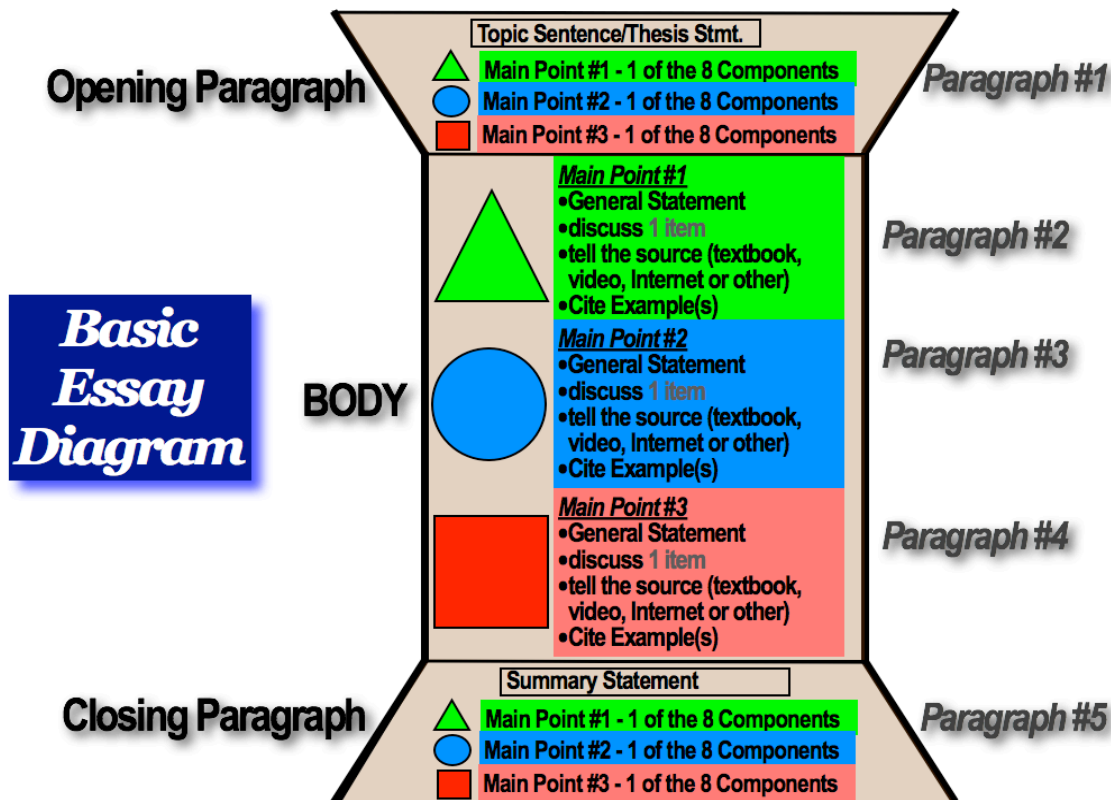 Topic Sentence/Thesis Stmt.
Opening Paragraph
Main Point #1 - 1 of the 8 Components
Main Point #2 - 1 of the 8 Components
Main Point #3 - 1 of the 8 Components
Paragraph #1
Basic
Essay
Diagram
BODY
Main Point #1
•General Statement
•discuss 1 item
•tell the source (textbook,
video, Internet or other)
•Cite Example(s)
Paragraph #2
Main Point #2
•General Statement
•discuss 1 item
•tell the source (textbook,
video, Internet or other)
•Cite Example(s)
Paragraph #3
Main Point #3
•General Statement
•discuss 1 item
•tell the source (textbook,
video, Internet or other)
•Cite Example(s)
Paragraph #4
Summary Statement
Closing Paragraph
Main Point #1 - 1 of the 8 Components
Main Point #2 - 1 of the 8 Components
Main Point #3 - 1 of the 8 Components
Paragraph #5